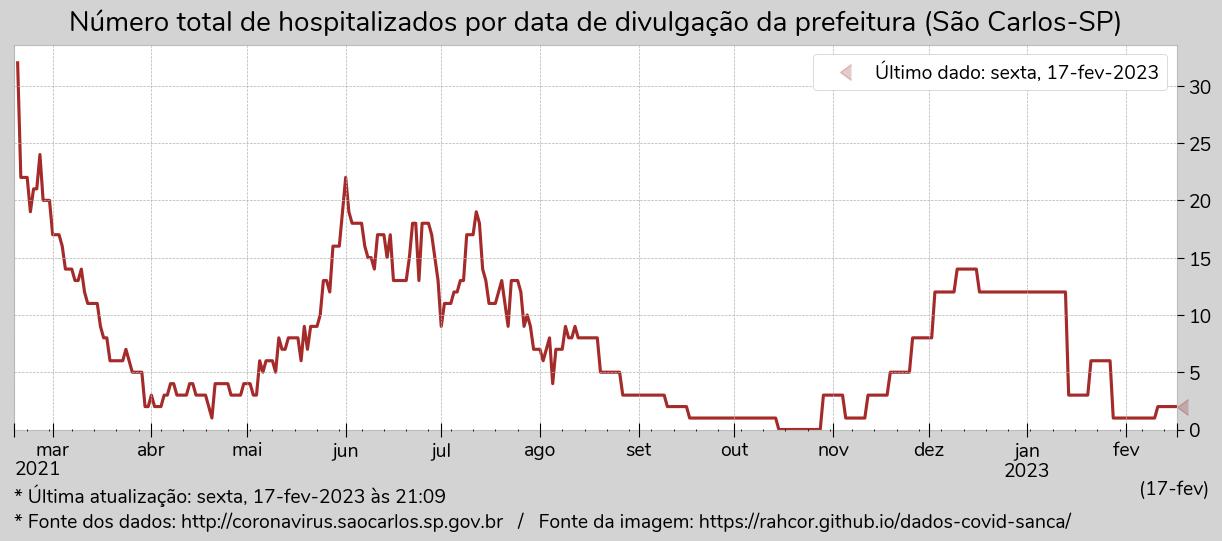 Número total de hospitalizados por data de divulgação da prefeitura (São Carlos-SP)
Último dado: sexta, 17-fev-2023
30
25
20
15
10
5
0
mar abr mai jun jul ago set out nov dez jan fev
2021 2023
(17-fev)
* Última atualização: sexta, 17-fev-2023 às 21:09
* Fonte dos dados: http://coronavirus.saocarlos.sp.gov.br / Fonte da imagem: https://rahcor.github.io/dados-covid-sanca/